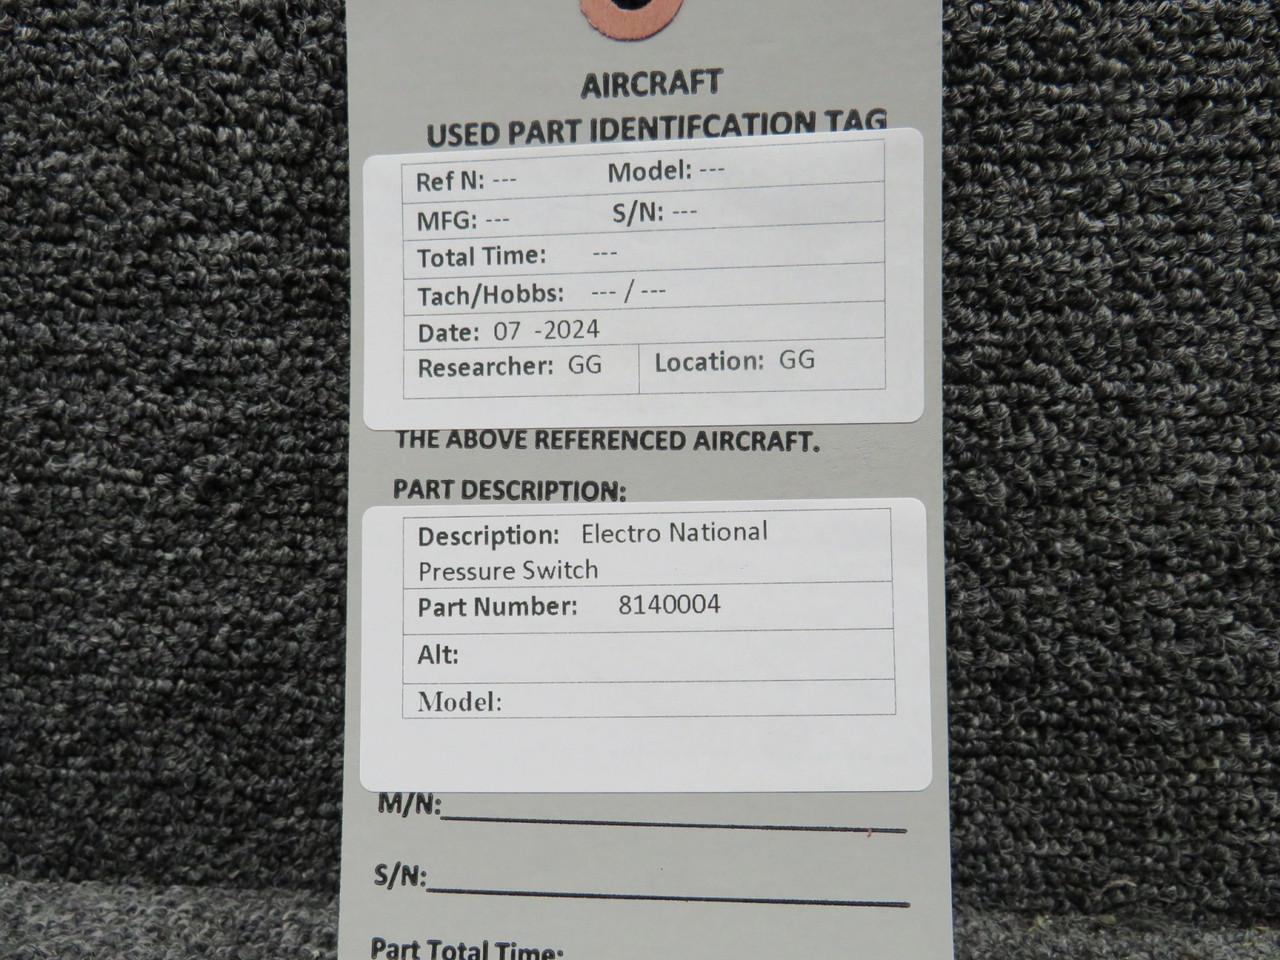 AIRCRAFT
USED PART IDENTIFCATION TAG
Ref N: --- Model: ---
MFG: --- S/N: ---
Total Time: ---
Tach/Hobbs: --- / ---
Date: 07 -2024
Researcher: GG Location: GG
THE ABOVE REFERENCED AIRCRAFT.
PART DESCRIPTION:
Description: Electro National
Pressure Switch
Part Number: 8140004
Alt:
Model:
M/N:
S/N:
Part Total Time: